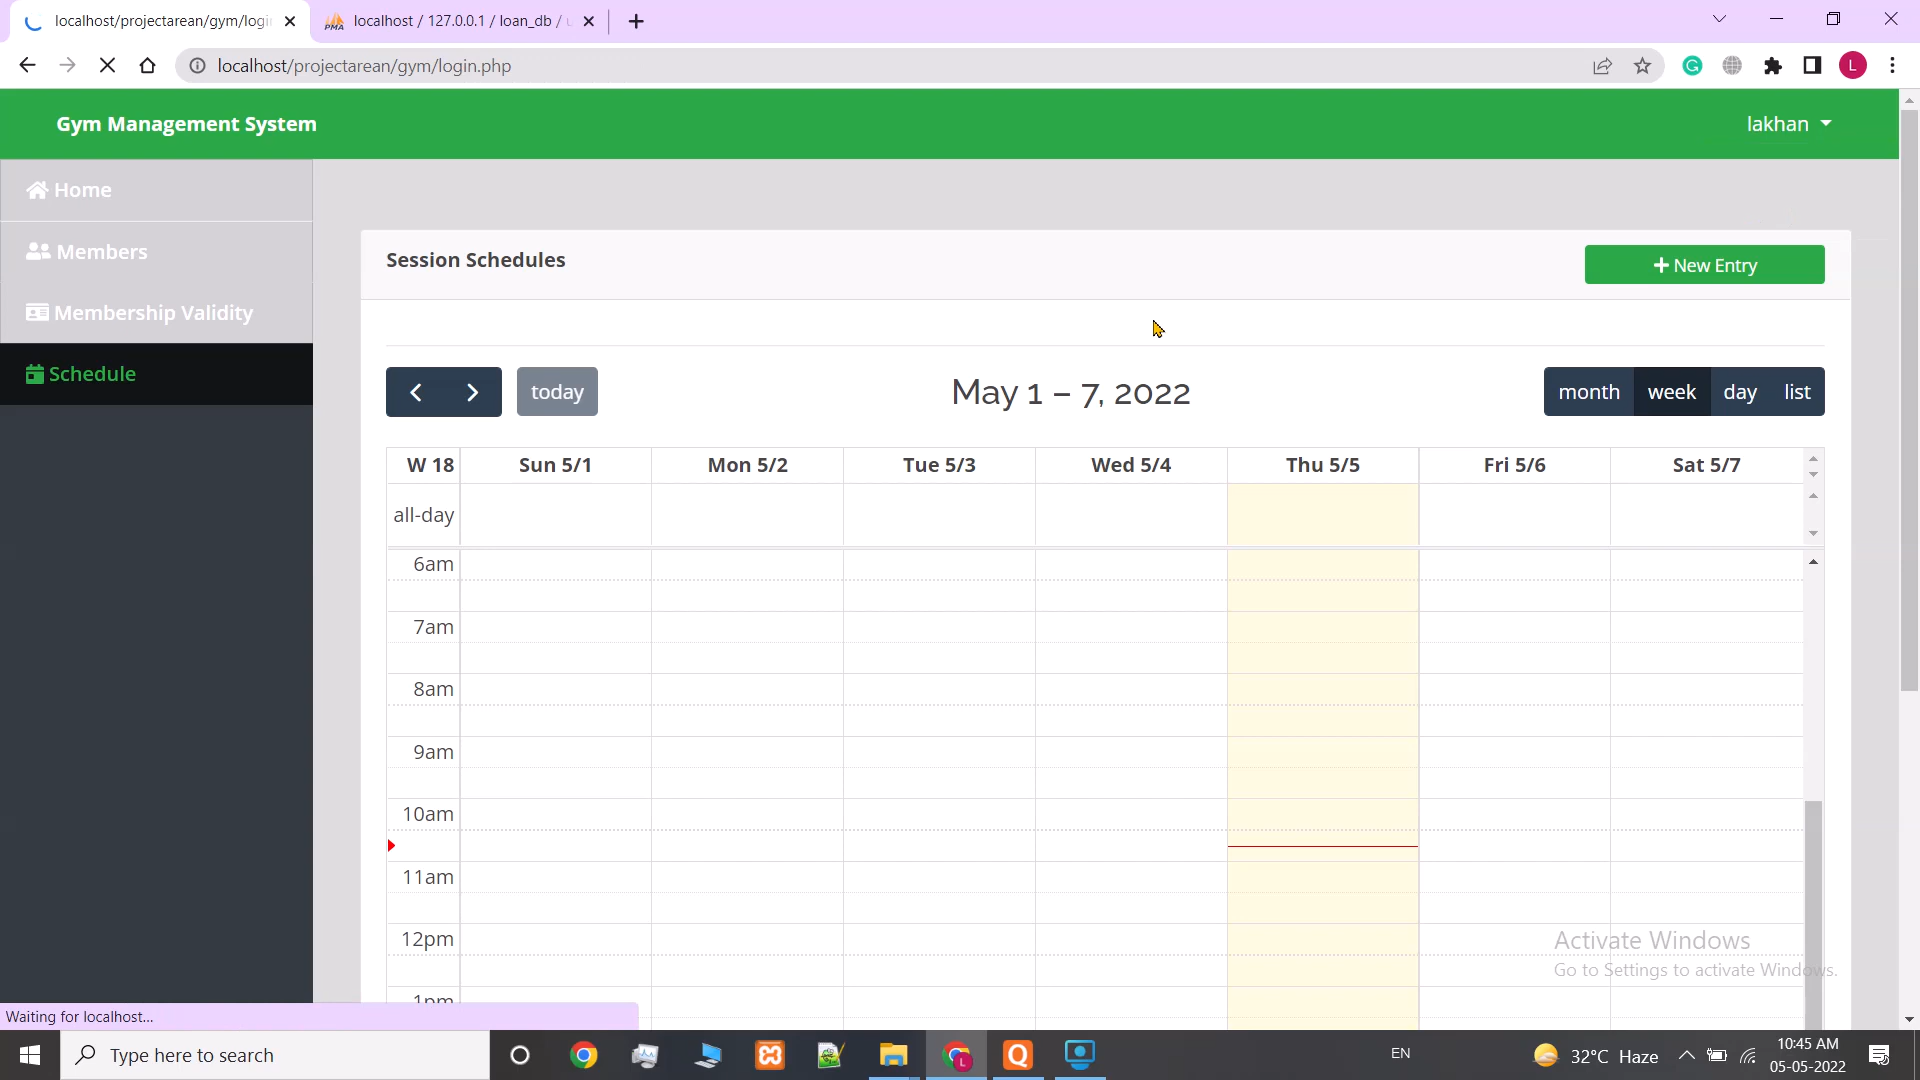 localhost/projectarean/gym/logi
localhost / 127.0.0.1 / loan_db /
localhost/projectarean/gym/login.php
L
Gym Management System
lakhan
Home
Members
Membership Validity
Schedule
Session Schedules
+ New Entry
today
May 1 – 7, 2022
month week day list
W 18 Sun 5/1 Mon 5/2 Tue 5/3 Wed 5/4 Thu 5/5 Fri 5/6 Sat 5/7
all-day
6am
7am
8am
9am
10am
11am
12pm
1pm
Activate Windows
Go to Settings to activate Windows.
Waiting for localhost...
Type here to search
EN
32°C Haze
10:45 AM
05-05-2022